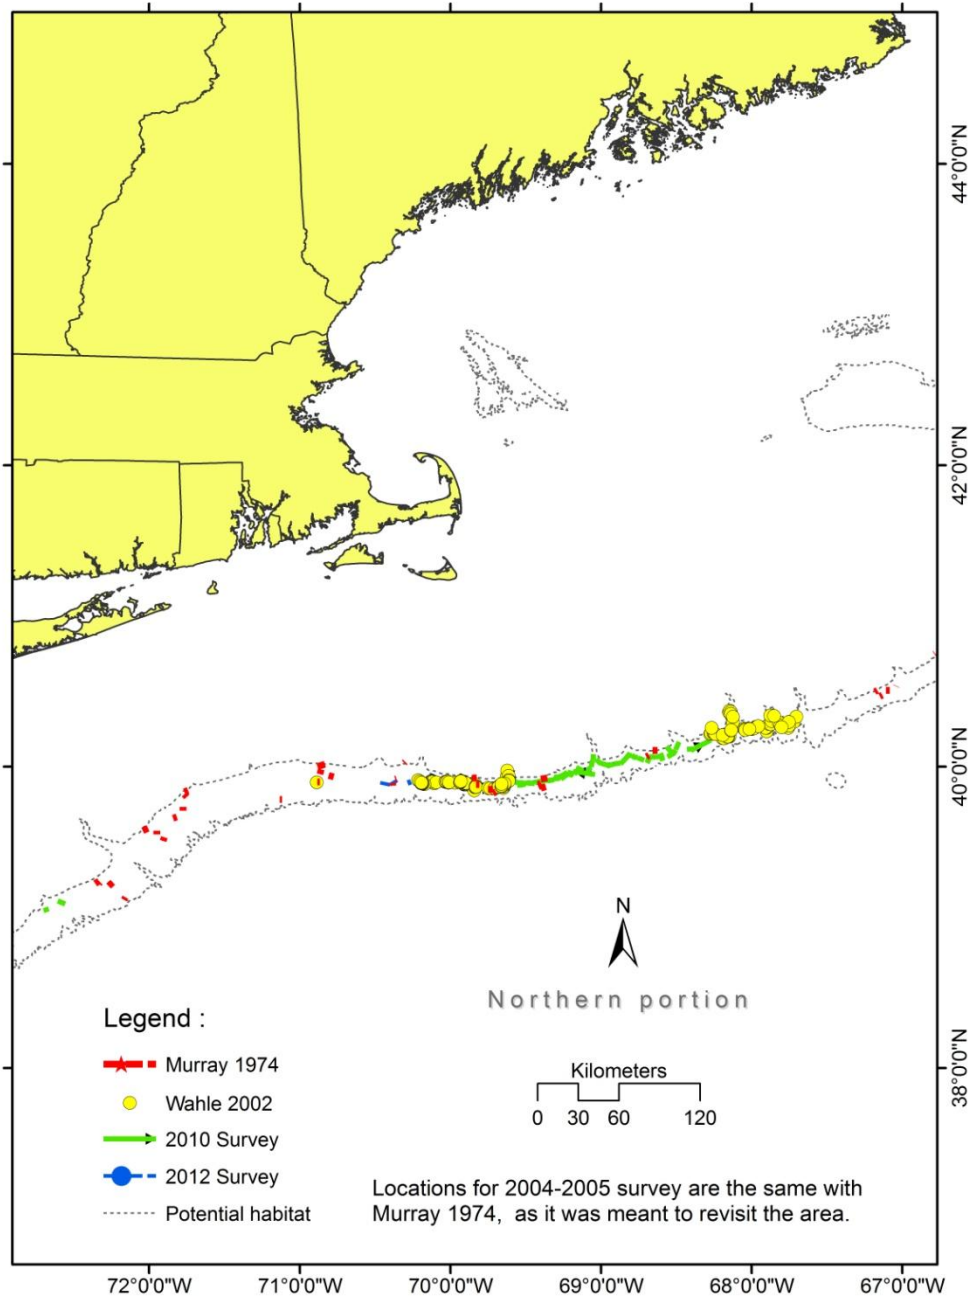 44°0'0"N
42°0'0"N
40°0'0"N
N
Northern portion
Legend :
Murray 1974
Wahle 2002
2010 Survey
2012 Survey
Potential habitat
Kilometers
0 30 60 120
38°0'0"N
Locations for 2004-2005 survey are the same with
Murray 1974, as it was meant to revisit the area.
72°0'0"W 71°0'0"W 70°0'0"W 69°0'0"W 68°0'0"W 67°0'0"W